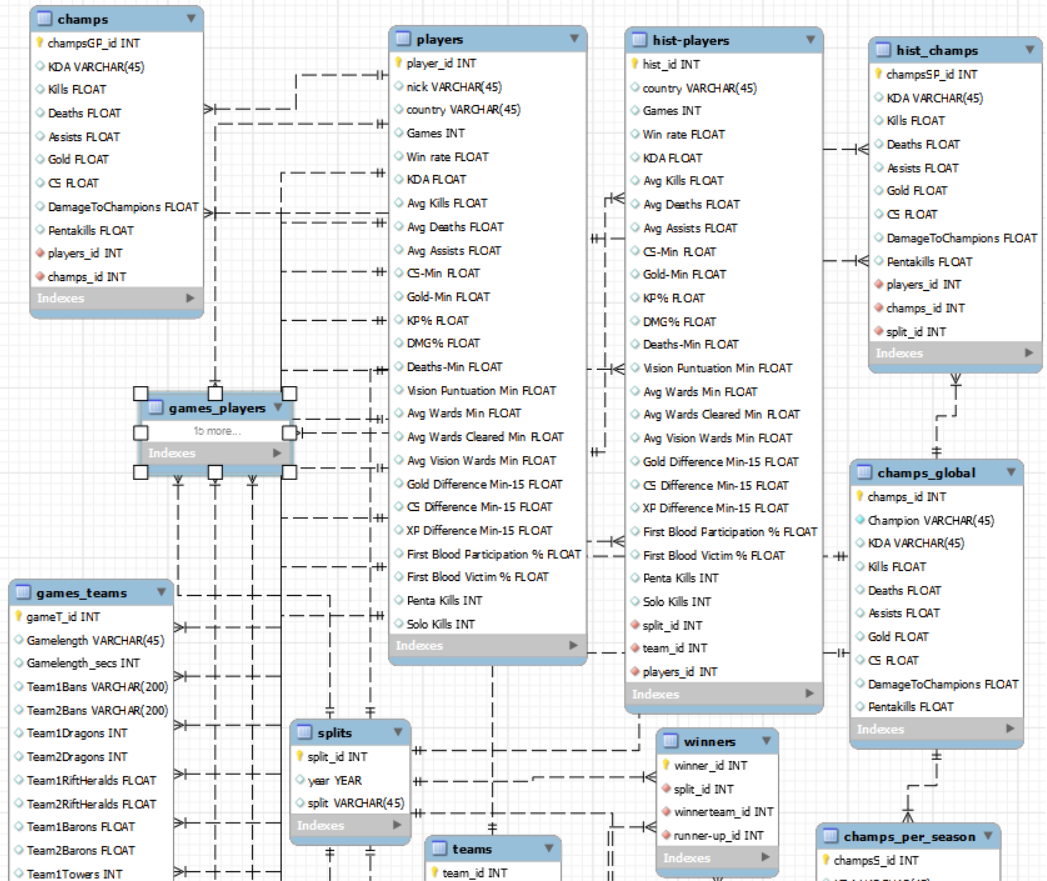 champs
champsGP_id INT
KDA VARCHAR(45)
Kills FLOAT
Deaths FLOAT
Assists FLOAT
Gold FLOAT
CS FLOAT
DamageToChampions FLOAT
Pentakills FLOAT
players_id INT
champs_id INT
Indexes
players
player_id INT
nick VARCHAR(45)
country VARCHAR(45)
Games INT
Win rate FLOAT
KDA FLOAT
Avg Kills FLOAT
Avg Deaths FLOAT
Avg Assists FLOAT
CS-Min FLOAT
Gold-Min FLOAT
KP% FLOAT
DMG% FLOAT
Deaths-Min FLOAT
Vision Puntuation Min FLOAT
Avg Wards Min FLOAT
Avg Wards Cleared Min FLOAT
Avg Vision Wards Min FLOAT
Gold Difference Min-15 FLOAT
CS Difference Min-15 FLOAT
XP Difference Min-15 FLOAT
First Blood Participation % FLOAT
First Blood Victim % FLOAT
Penta Kills INT
Solo Kills INT
Indexes
hist-players
hist_id INT
country VARCHAR(45)
Games INT
Win rate FLOAT
KDA FLOAT
Avg Kills FLOAT
Avg Deaths FLOAT
Avg Assists FLOAT
CS-Min FLOAT
Gold-Min FLOAT
KP% FLOAT
DMG% FLOAT
Deaths-Min FLOAT
Vision Puntuation Min FLOAT
Avg Wards Min FLOAT
Avg Wards Cleared Min FLOAT
Avg Vision Wards Min FLOAT
Gold Difference Min-15 FLOAT
CS Difference Min-15 FLOAT
XP Difference Min-15 FLOAT
First Blood Participation % FLOAT
First Blood Victim % FLOAT
Penta Kills INT
Solo Kills INT
split_id INT
team_id INT
players_id INT
Indexes
hist_champs
champsSP_id INT
KDA VARCHAR(45)
Kills FLOAT
Deaths FLOAT
Assists FLOAT
Gold FLOAT
CS FLOAT
DamageToChampions FLOAT
Pentakills FLOAT
players_id INT
champs_id INT
split_id INT
Indexes
games_players
15 more...
Indexes
champs_global
champs_id INT
Champion VARCHAR(45)
KDA VARCHAR(45)
Kills FLOAT
Deaths FLOAT
Assists FLOAT
Gold FLOAT
CS FLOAT
DamageToChampions FLOAT
Pentakills FLOAT
Indexes
games_teams
gameT_id INT
Gamelength VARCHAR(45)
Gamelength_secs INT
Team1Bans VARCHAR(200)
Team2Bans VARCHAR(200)
Team1Dragons INT
Team2Dragons INT
Team1RiftHeralds FLOAT
Team2RiftHeralds FLOAT
Team1Barons FLOAT
Team2Barons FLOAT
Team1Towers INT
splits
split_id INT
year YEAR
split VARCHAR(45)
Indexes
winners
winner_id INT
split_id INT
winnerteam_id INT
runner-up_id INT
Indexes
teams
team_id INT
champs_per_season
champsS_id INT